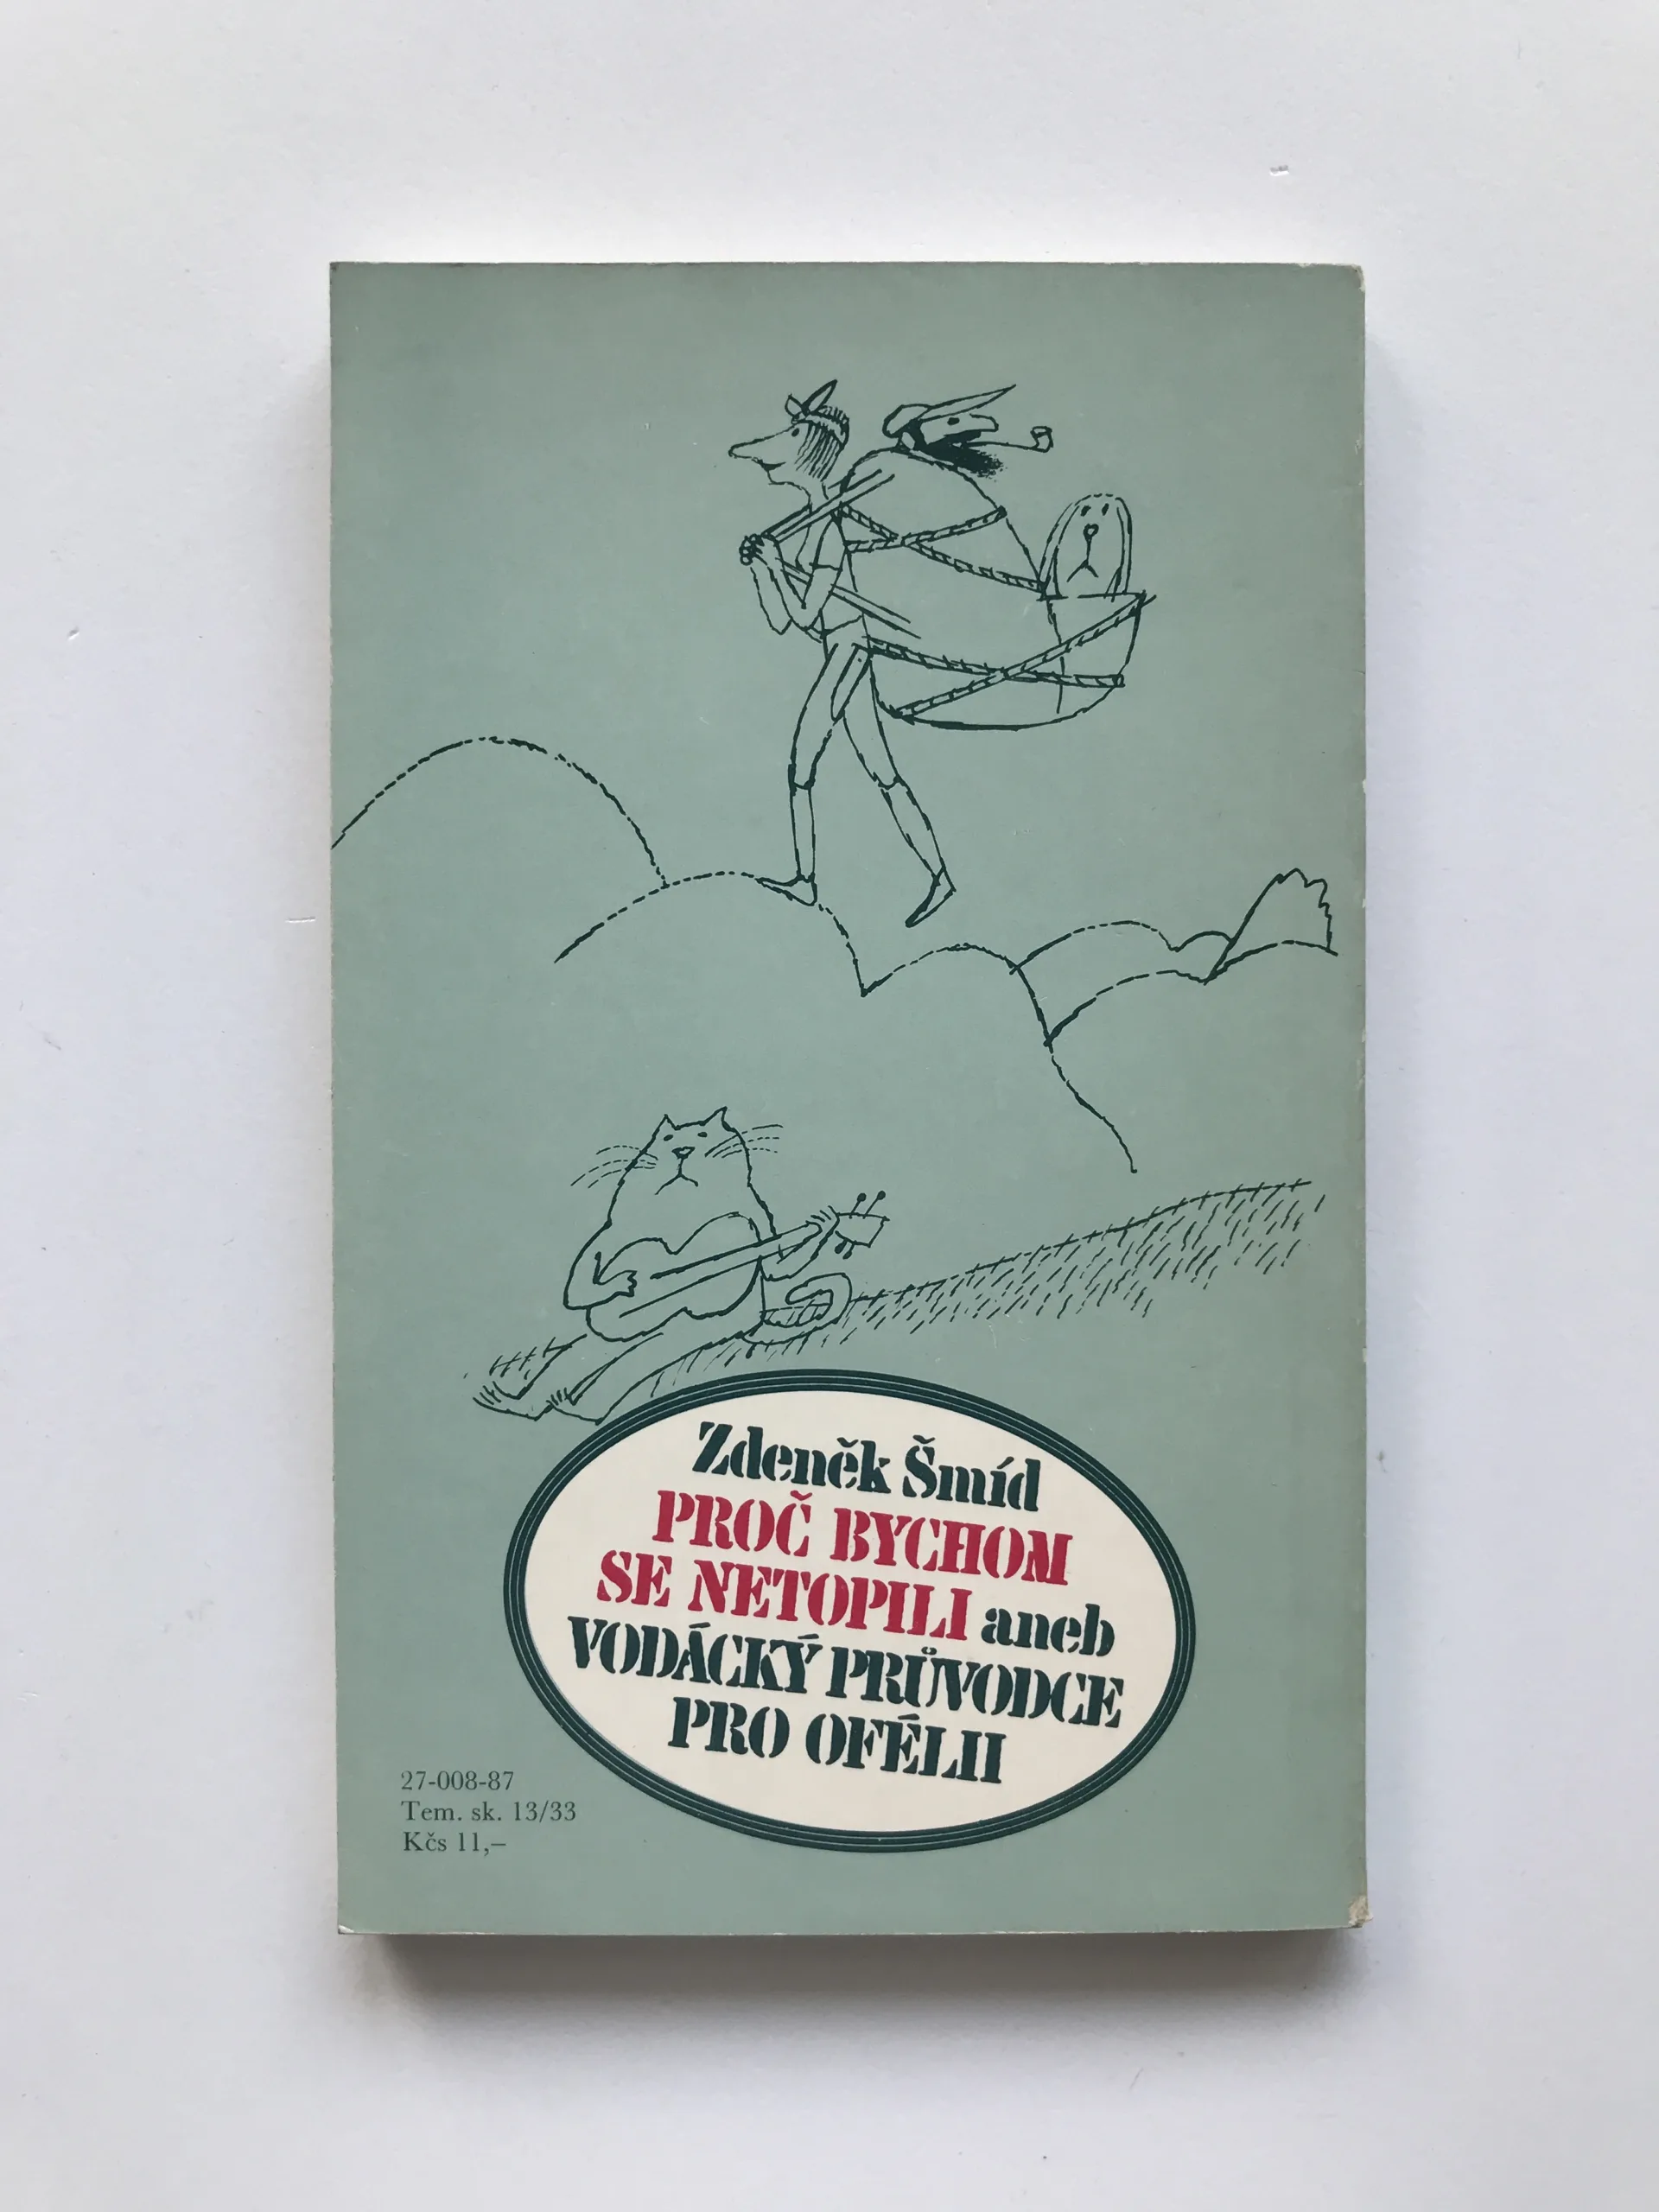 Zdeněk Šmíd
PROČ BYCHOM
SE NETOPILI aneb
VODÁCKÝ PRŮVODCE
PRO OFÉLII
27-008-87
Tem. sk. 13/33
Kčs 11,–